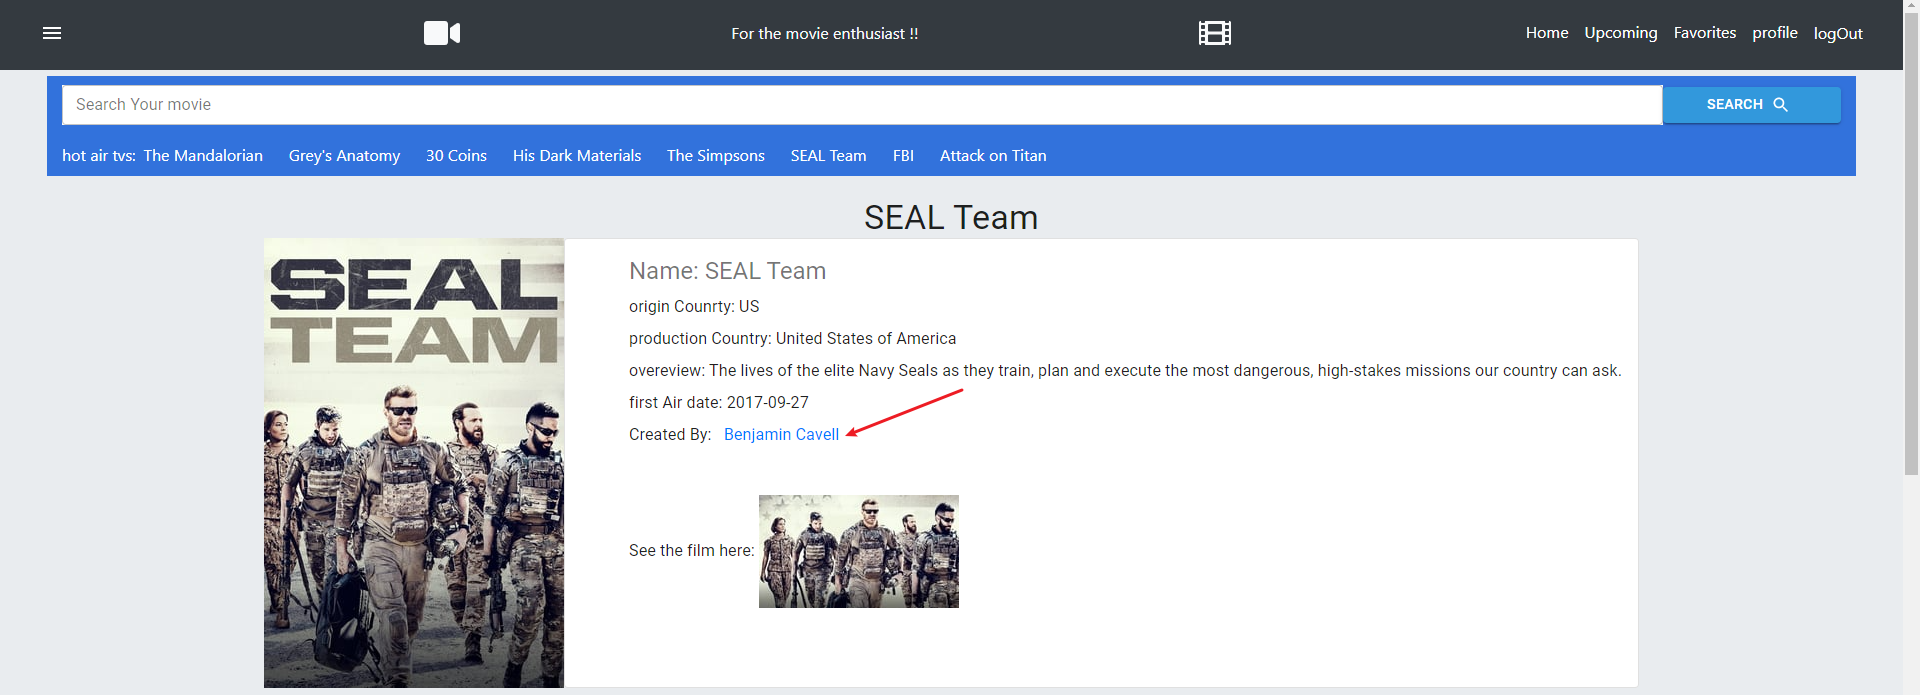 For the movie enthusiast !!
Home Upcoming Favorites profile logOut
Search Your movie
SEARCH
hot air tvs: The Mandalorian Grey's Anatomy 30 Coins His Dark Materials The Simpsons SEAL Team FBI Attack on Titan
SEAL Team
SEAL
TEAM
Name: SEAL Team
origin Counrty: US
production Country: United States of America
overeview: The lives of the elite Navy Seals as they train, plan and execute the most dangerous, high-stakes missions our country can ask.
first Air date: 2017-09-27
Created By: Benjamin Cavell
See the film here: